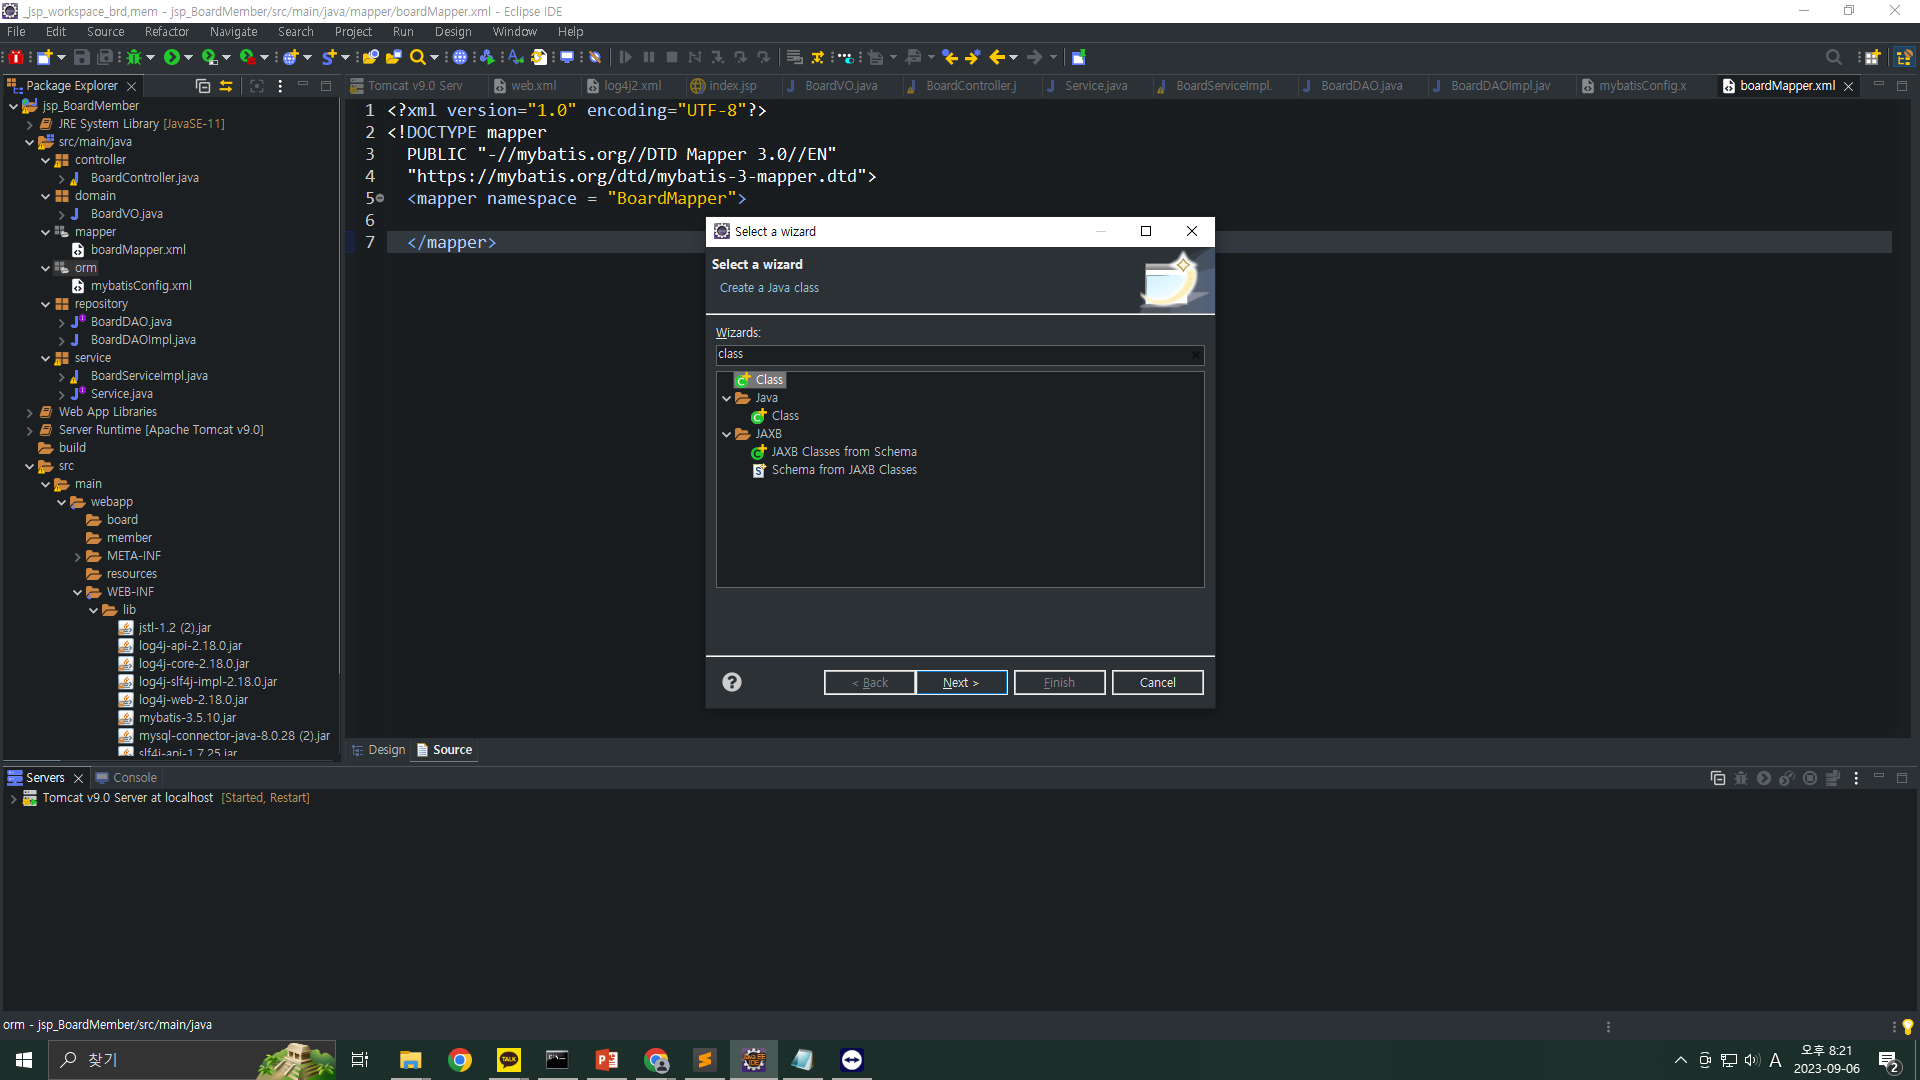 _jsp_workspace_brd,mem - jsp_BoardMember/src/main/java/mapper/boardMapper.xml - Eclipse IDE
File Edit Source Refactor Navigate Search Project Run Design Window Help
Package Explorer
Tomcat v9.0 Serv web.xml log4j2.xml index.jsp BoardVO.java BoardController.j Service.java BoardServiceImpl. BoardDAO.java BoardDAOImpl.jav mybatisConfig.x boardMapper.xml
jsp_BoardMember
JRE System Library [JavaSE-11]
src/main/java
controller
BoardController.java
domain
BoardVO.java
mapper
boardMapper.xml
orm
mybatisConfig.xml
repository
BoardDAO.java
BoardDAOImpl.java
service
BoardServiceImpl.java
Service.java
Web App Libraries
Server Runtime [Apache Tomcat v9.0]
build
src
main
webapp
board
member
META-INF
resources
WEB-INF
lib
jstl-1.2 (2).jar
log4j-api-2.18.0.jar
log4j-core-2.18.0.jar
log4j-slf4j-impl-2.18.0.jar
log4j-web-2.18.0.jar
mybatis-3.5.10.jar
mysql-connector-java-8.0.28 (2).jar
slf4j-api-1.7.25.jar
1 <?xml version="1.0" encoding="UTF-8"?>
2 <!DOCTYPE mapper
3 PUBLIC "-//mybatis.org//DTD Mapper 3.0//EN"
4 "https://mybatis.org/dtd/mybatis-3-mapper.dtd">
5 <mapper namespace = "BoardMapper">
6
7 </mapper>
Select a wizard
Select a wizard
Create a Java class
Wizards:
class
Class
Java
Class
JAXB
JAXB Classes from Schema
Schema from JAXB Classes
< Back Next > Finish Cancel
Design Source
Servers Console
Tomcat v9.0 Server at localhost [Started, Restart]
orm - jsp_BoardMember/src/main/java
찾기
TALK
A
오후 8:21
2023-09-06
2